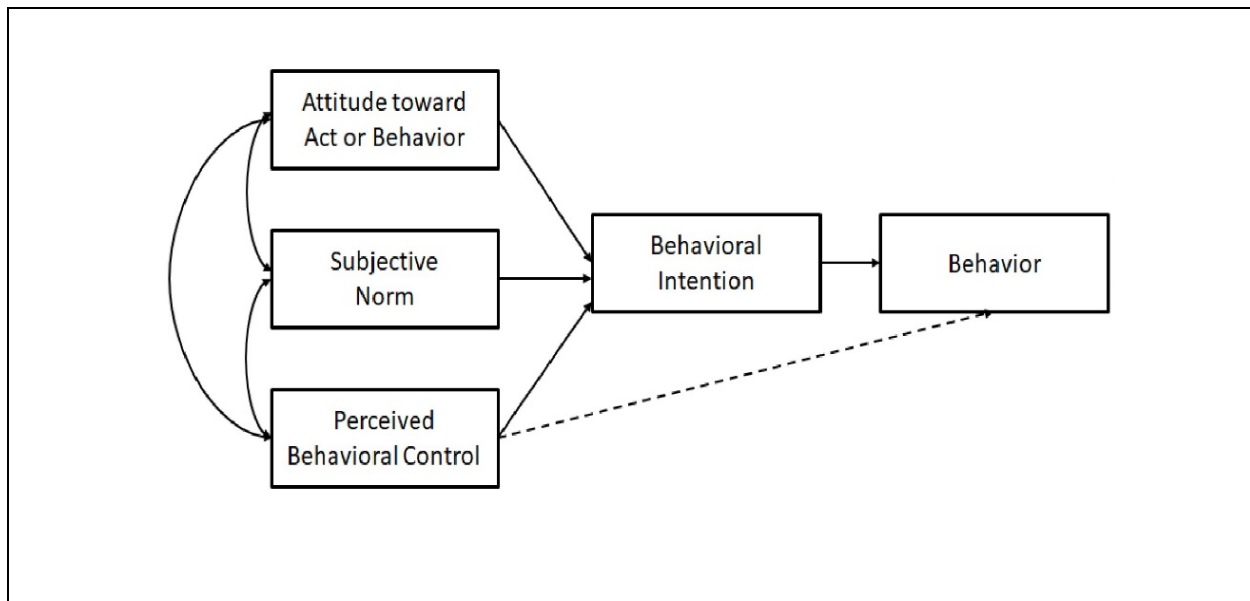 Attitude toward
Act or Behavior
Subjective
Norm
Perceived
Behavioral Control
Behavioral
Intention
Behavior